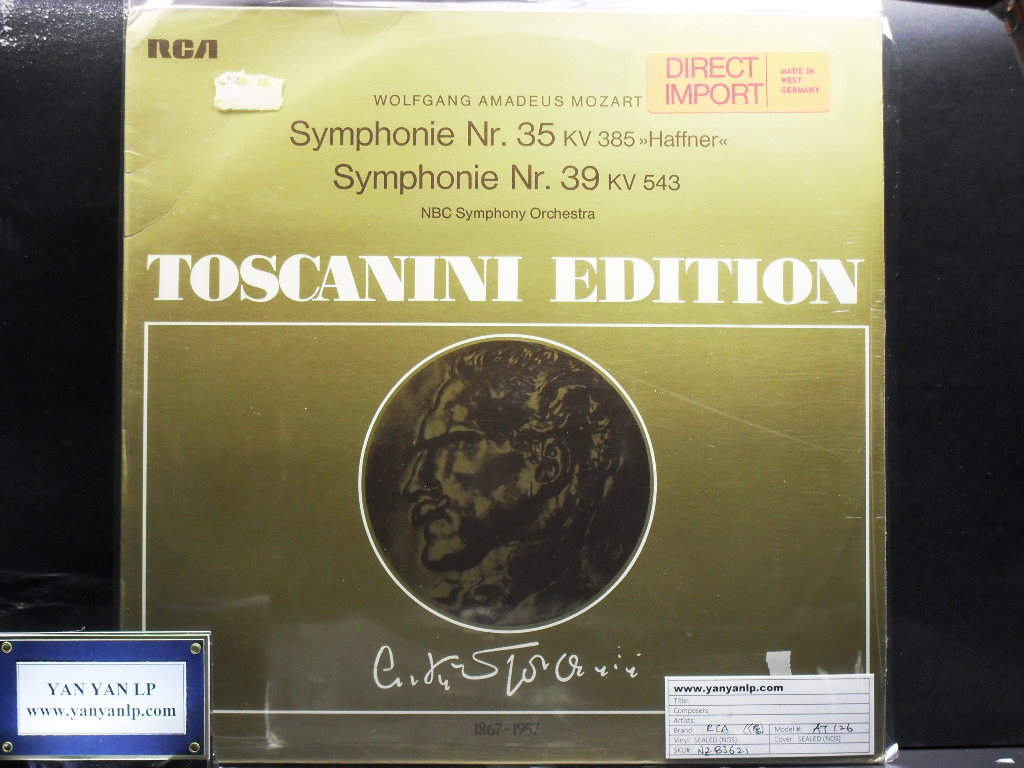 RCA
WOLFGANG AMADEUS MOZART
DIRECT
IMPORT
MADE IN
WEST
GERMANY
Symphonie Nr. 35 KV 385 »Haffner«
Symphonie Nr. 39 KV 543
NBC Symphony Orchestra
TOSCANINI EDITION
1867-1957
YAN YAN LP
www.yanyanlp.com
www.yanyanlp.com
Title:
Composers:
Artists:
Brand: RCA Model #: AT 126
Vinyl: SEALED (NOS) Cover: SEALED (NOS)
SKU#: NZ-83621